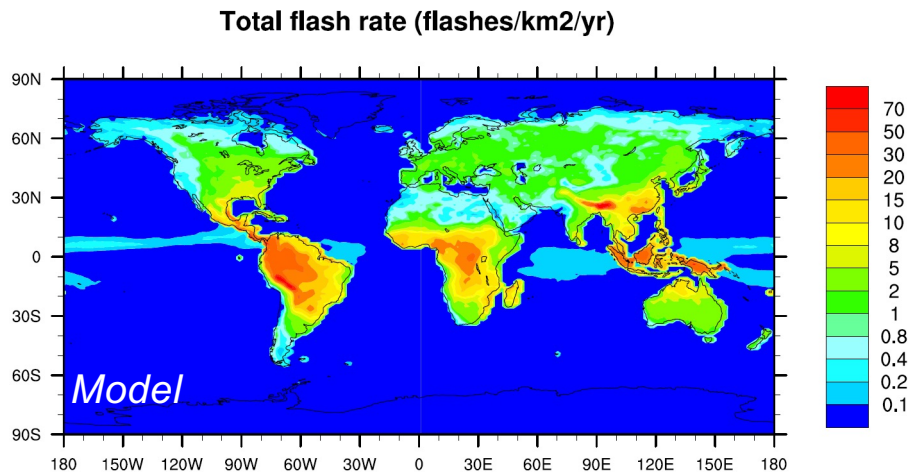 Total flash rate (flashes/km2/yr)
90N
60N
30N
0
30S
60S
90S
180 150W 120W 90W 60W 30W 0 30E 60E 90E 120E 150E 180
Model
70
50
30
20
15
10
8
5
2
1
0.8
0.4
0.2
0.1